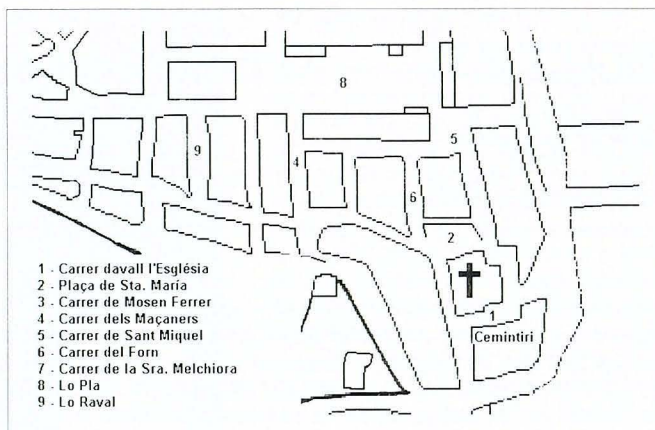 8
5
9
4
6
2
1
Cemintiri
1 - Carrer davall l'Església
2 - Plaça de Sta. María
3 - Carrer de Mosen Ferrer
4 - Carrer dels Maçaners
5 - Carrer de Sant Miquel
6 - Carrer del Forn
7 - Carrer de la Sra. Melchiora
8 - Lo Pla
9 - Lo Raval